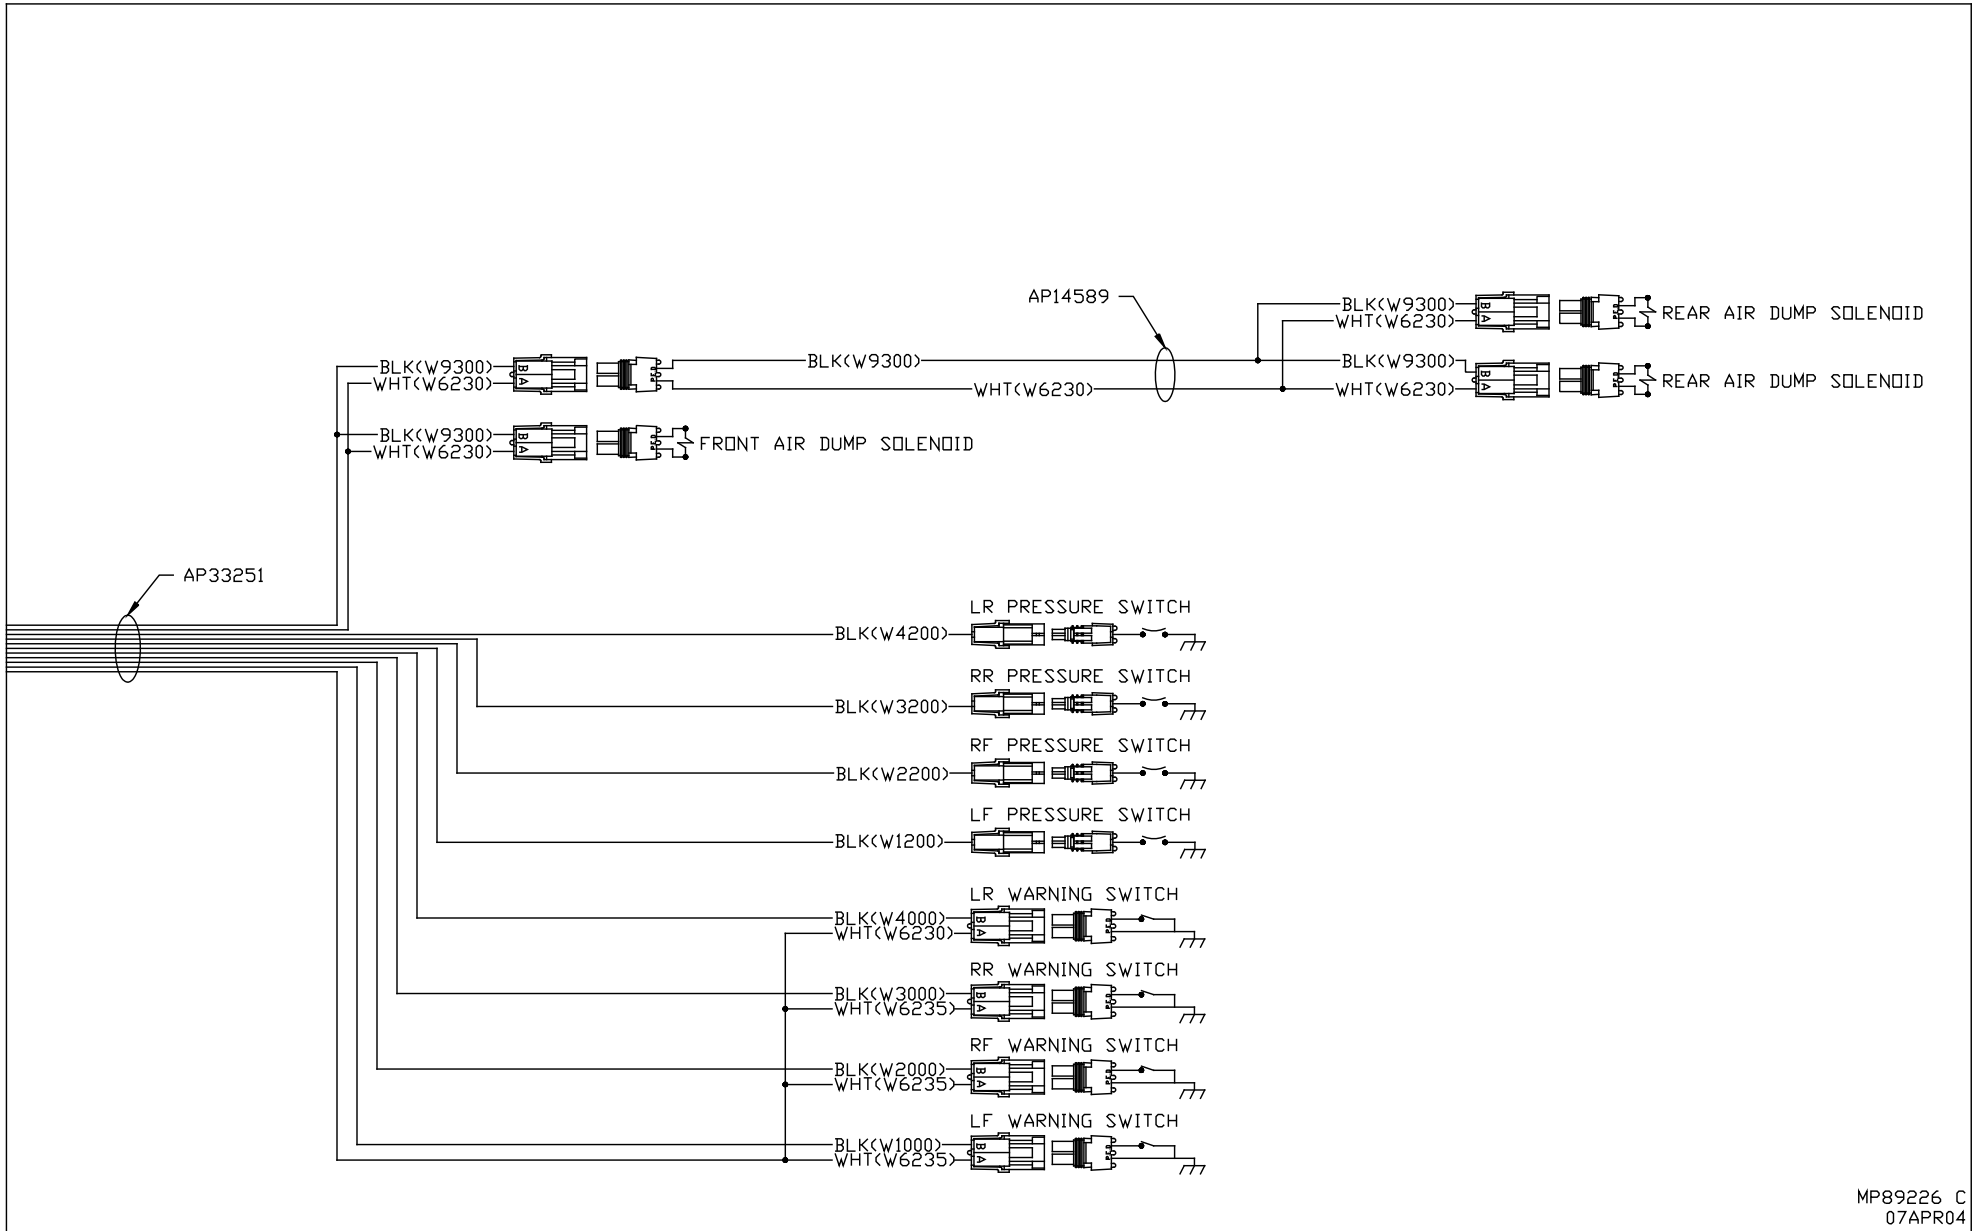 AP14589
BLK(W9300)
WHT(W6230)
B
A
REAR AIR DUMP SOLENOID
BLK(W9300)
WHT(W6230)
B
A
BLK(W9300)
WHT(W6230)
BLK(W9300)
WHT(W6230)
B
A
REAR AIR DUMP SOLENOID
BLK(W9300)
WHT(W6230)
B
A
FRONT AIR DUMP SOLENOID
AP33251
LR PRESSURE SWITCH
BLK(W4200)
RR PRESSURE SWITCH
BLK(W3200)
RF PRESSURE SWITCH
BLK(W2200)
LF PRESSURE SWITCH
BLK(W1200)
LR WARNING SWITCH
BLK(W4000)
WHT(W6230)
B
A
RR WARNING SWITCH
BLK(W3000)
WHT(W6235)
B
A
RF WARNING SWITCH
BLK(W2000)
WHT(W6235)
B
A
LF WARNING SWITCH
BLK(W1000)
WHT(W6235)
B
A
MP89226 C
07APR04